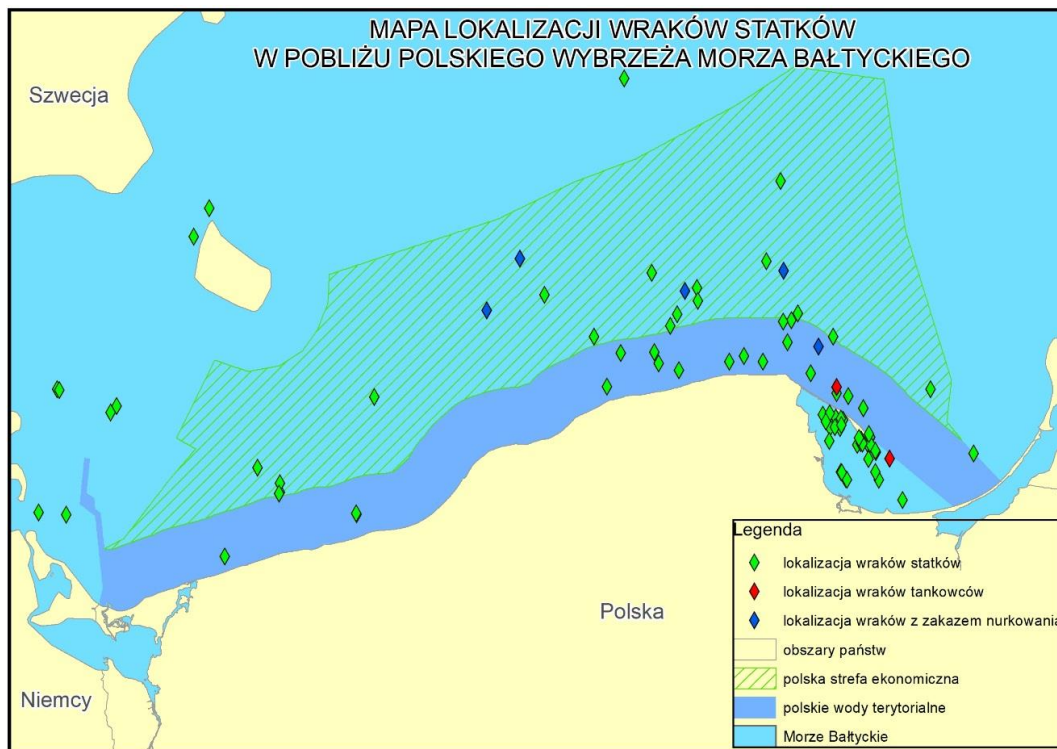 MAPA LOKALIZACJI WRAKÓW STATKÓW
W POBLIŻU POLSKIEGO WYBRZEŻA MORZA BAŁTYCKIEGO
Szwecja
Polska
Niemcy
Legenda
lokalizacja wraków statków
lokalizacja wraków tankowców
lokalizacja wraków z zakazem nurkowania
obszary państw
polska strefa ekonomiczna
polskie wody terytorialne
Morze Bałtyckie